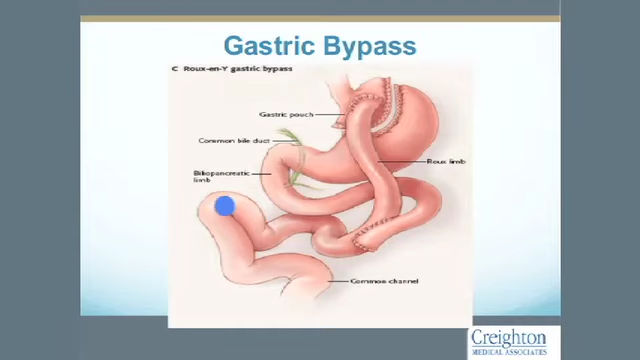 Gastric Bypass
C Roux-en-Y gastric bypass
Gastric pouch
Common bile duct
Roux limb
Biliopancreatic
limb
Common channel
Creighton
MEDICAL ASSOCIATES